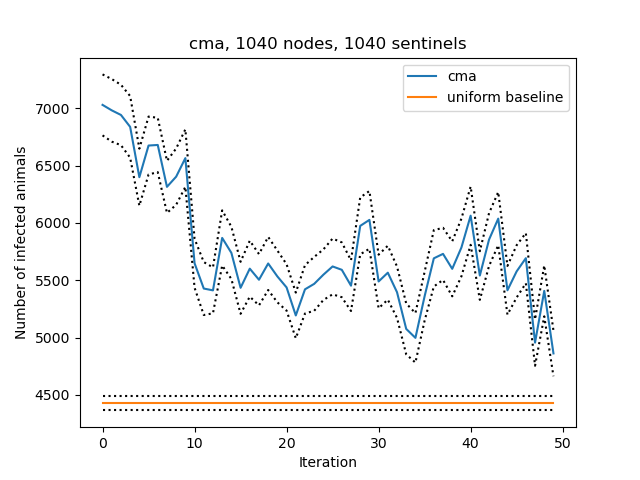 cma, 1040 nodes, 1040 sentinels
cma
uniform baseline
Number of infected animals
7000
6500
6000
5500
5000
4500
0
10
20
30
40
50
Iteration